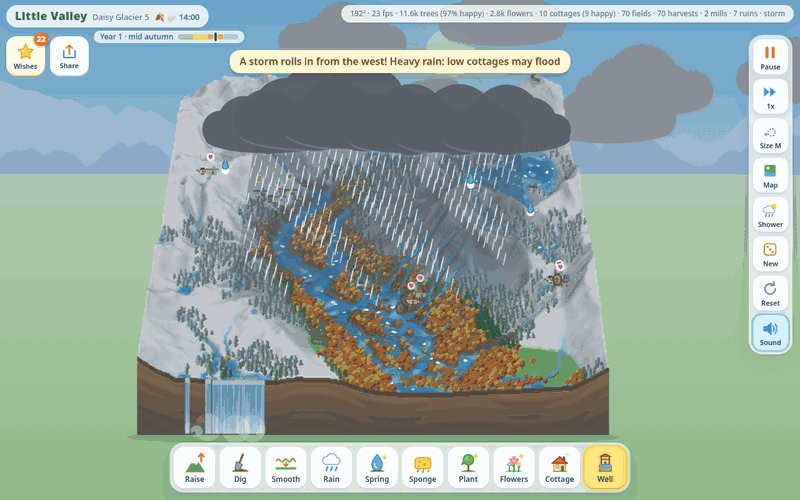 Little Valley Daisy Glacier 5 14:00
192² · 23 fps · 11.6k trees (97% happy) · 2.8k flowers · 10 cottages (9 happy) · 70 fields · 70 harvests · 2 mills · 7 ruins · storm
Year 1 · mid autumn
22
Wishes
Share
A storm rolls in from the west! Heavy rain: low cottages may flood
Pause
1x
Size M
Map
Shower
New
Reset
Sound
Raise
Dig
Smooth
Rain
Spring
Sponge
Plant
Flowers
Cottage
Well